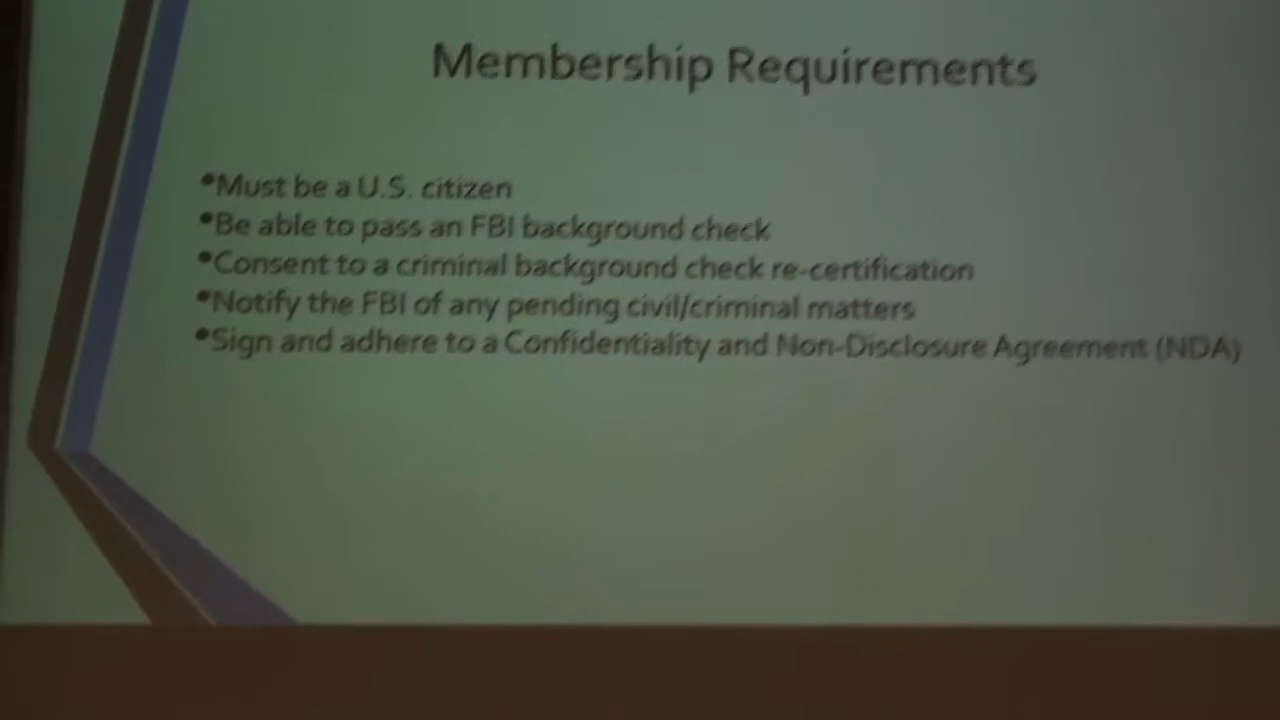 Membership Requirements
•Must be a U.S. citizen
•Be able to pass an FBI background check
•Consent to a criminal background check re-certification
•Notify the FBI of any pending civil/criminal matters
•Sign and adhere to a Confidentiality and Non-Disclosure Agreement (NDA)